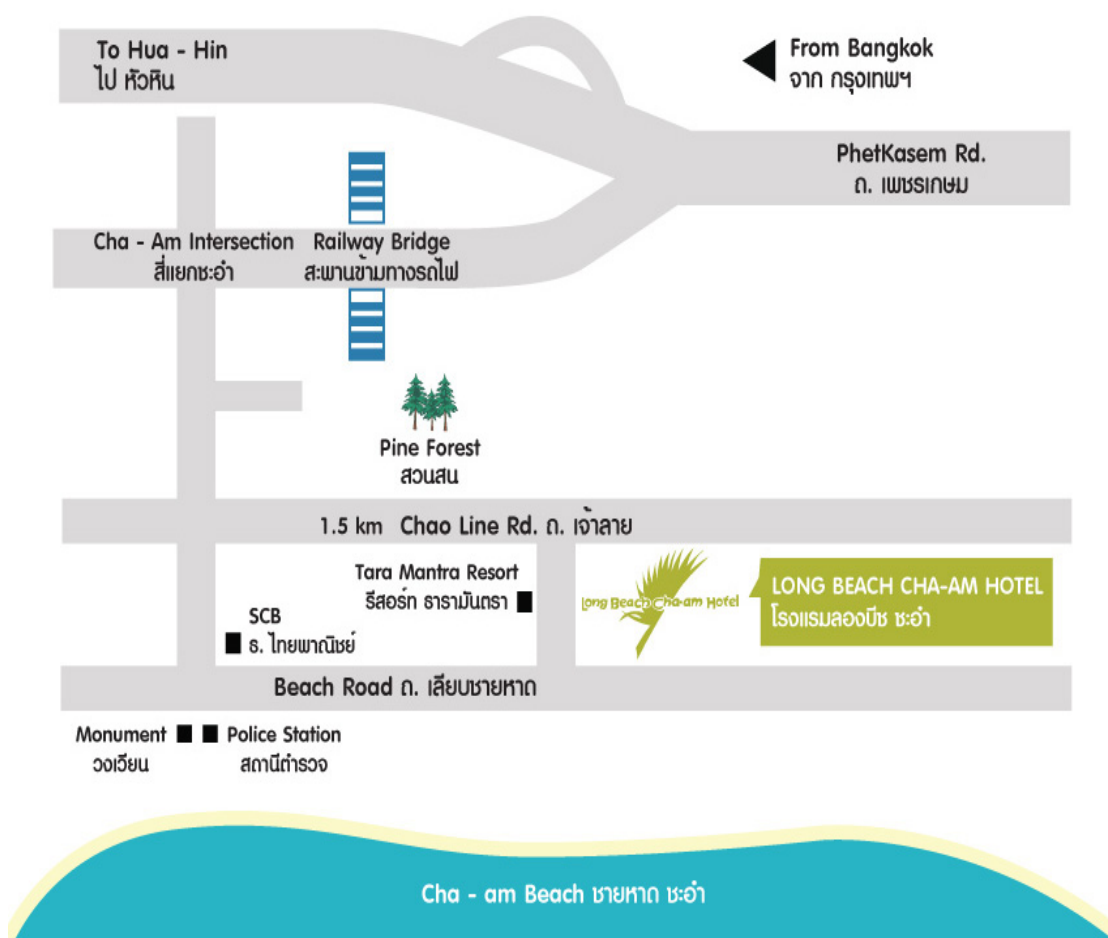 To Hua - Hin
ไป หัวหิน
From Bangkok
จาก กรุงเทพฯ
PhetKasem Rd.
ถ. เพชรเกษม
Cha - Am Intersection
สี่แยกชะอำ
Railway Bridge
สะพานข้ามทางรถไฟ
Pine Forest
สวนสน
1.5 km Chao Line Rd. ถ. เจ้าลาย
Tara Mantra Resort
รีสอร์ท ธารามันตรา
SCB
ธ. ไทยพาณิชย์
Long Beach Cha-am Hotel
LONG BEACH CHA-AM HOTEL
โรงแรมลองบีช ชะอำ
Beach Road ถ. เลียบชายหาด
Monument
วงเวียน
Police Station
สถานีตำรวจ
Cha - am Beach ชายหาด ชะอำ